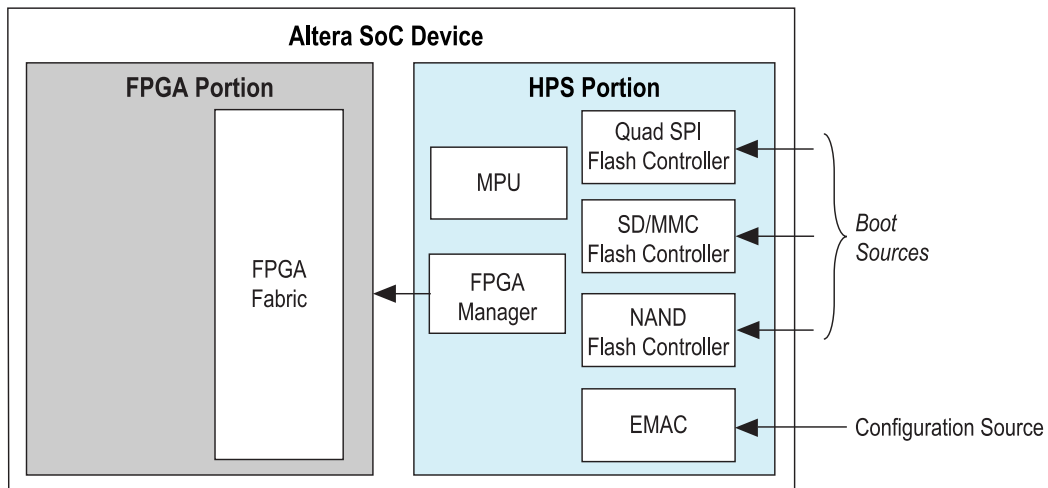 Altera SoC Device
FPGA Portion
HPS Portion
FPGA
Fabric
MPU
FPGA
Manager
Quad SPI
Flash Controller
SD/MMC
Flash Controller
NAND
Flash Controller
EMAC
Boot
Sources
Configuration Source